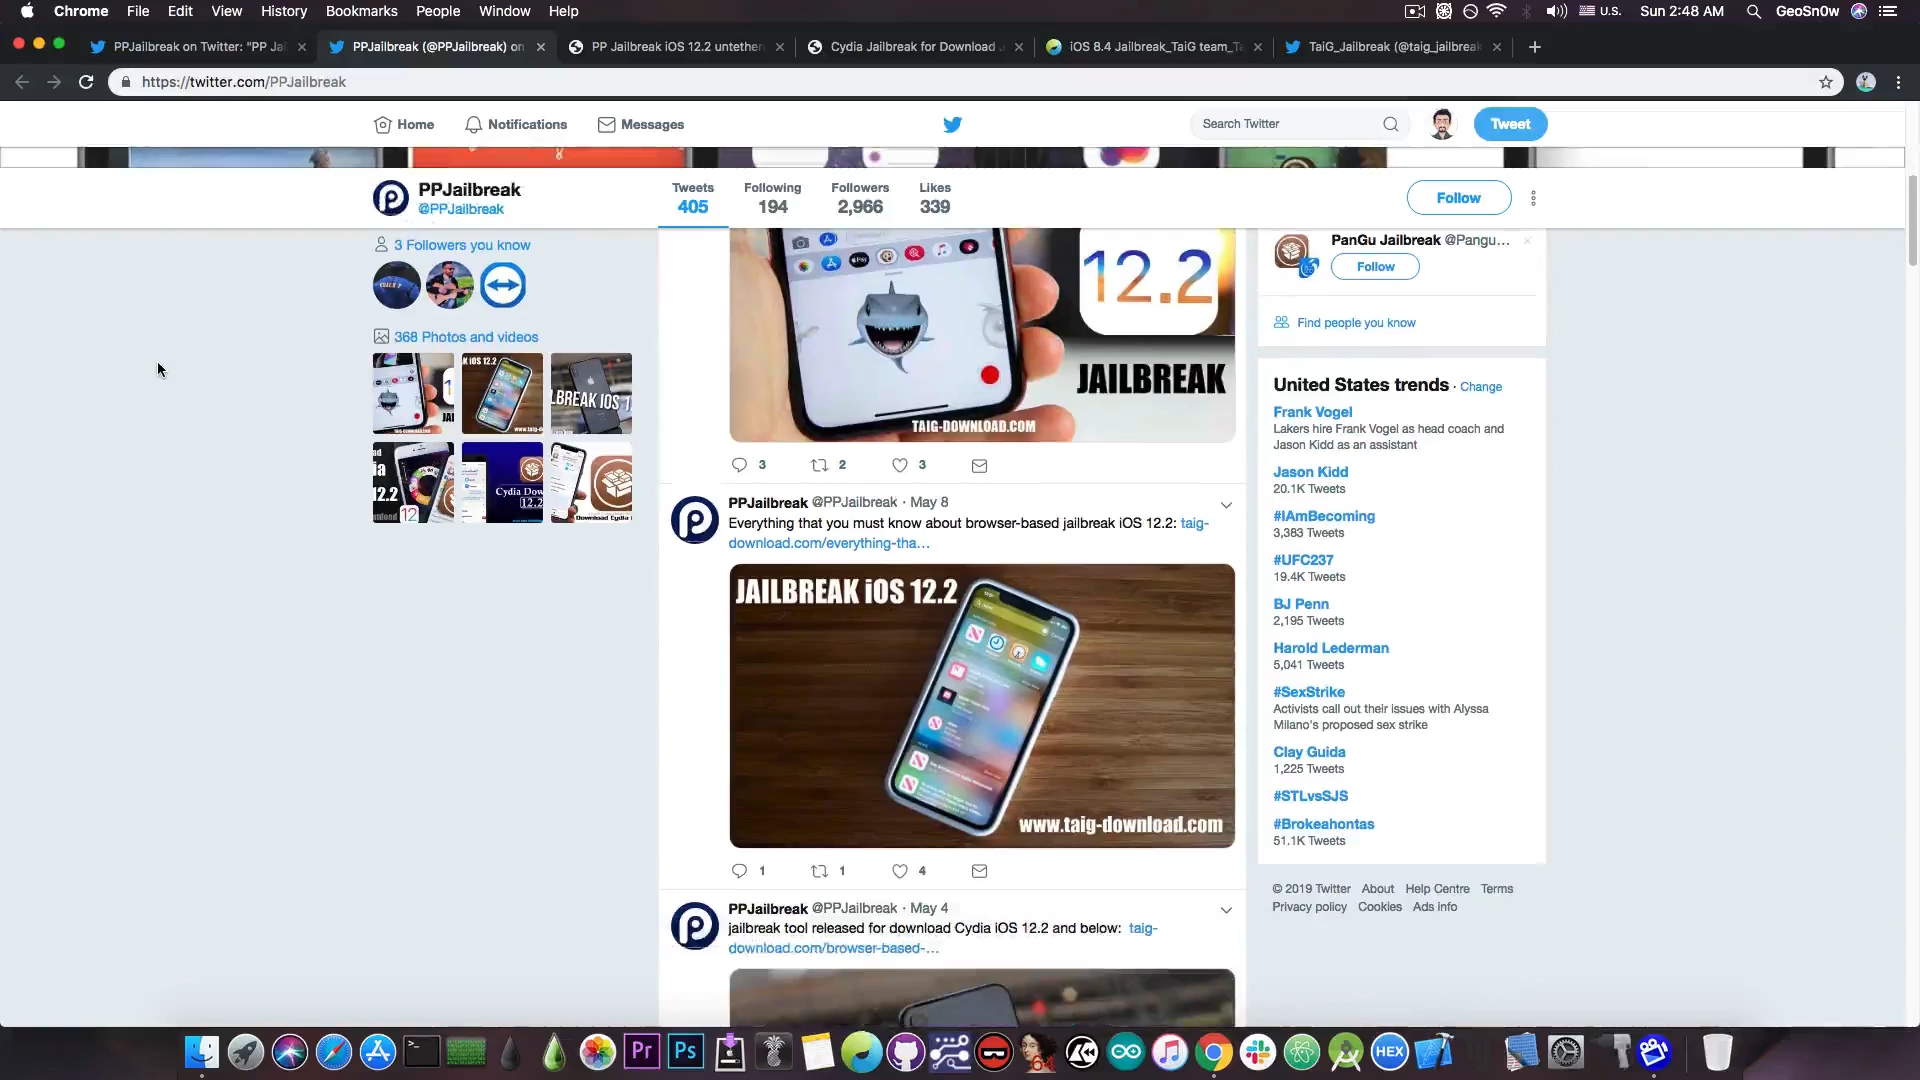 Chrome File Edit View History Bookmarks People Window Help U.S. Sun 2:48 AM GeoSn0w
PPJailbreak on Twitter: "PP Jai
PPJailbreak (@PPJailbreak) on
PP Jailbreak iOS 12.2 untether
Cydia Jailbreak for Download
iOS 8.4 Jailbreak_TaiG team_T
TaiG_Jailbreak (@taig_jailbreak
https://twitter.com/PPJailbreak
Home Notifications Messages Search Twitter Tweet
PPJailbreak
@PPJailbreak
Tweets Following Followers Likes
405 194 2,966 339
Follow
3 Followers you know
368 Photos and videos
12.2
JAILBREAK
TAIG-DOWNLOAD.COM
3 2 3
PPJailbreak @PPJailbreak · May 8
Everything that you must know about browser-based jailbreak iOS 12.2: taig-
download.com/everything-tha…
JAILBREAK iOS 12.2
www.taig-download.com
1 1 4
PPJailbreak @PPJailbreak · May 4
jailbreak tool released for download Cydia iOS 12.2 and below: taig-
download.com/browser-based-…
PanGu Jailbreak @Pangu...
Follow
Find people you know
United States trends · Change
Frank Vogel
Lakers hire Frank Vogel as head coach and
Jason Kidd as an assistant
Jason Kidd
20.1K Tweets
#IAmBecoming
3,383 Tweets
#UFC237
19.4K Tweets
BJ Penn
2,195 Tweets
Harold Lederman
5,041 Tweets
#SexStrike
Activists call out their issues with Alyssa
Milano's proposed sex strike
Clay Guida
1,225 Tweets
#STLvsSJS
#Brokeahontas
51.1K Tweets
© 2019 Twitter About Help Centre Terms
Privacy policy Cookies Ads info
Pr Ps HEX